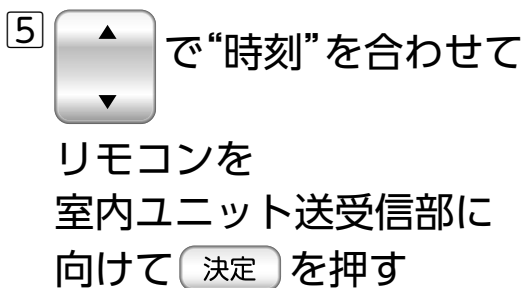 5 ▲▼ で“時刻”を合わせて
リモコンを
室内ユニット送受信部に
向けて 決定 を押す